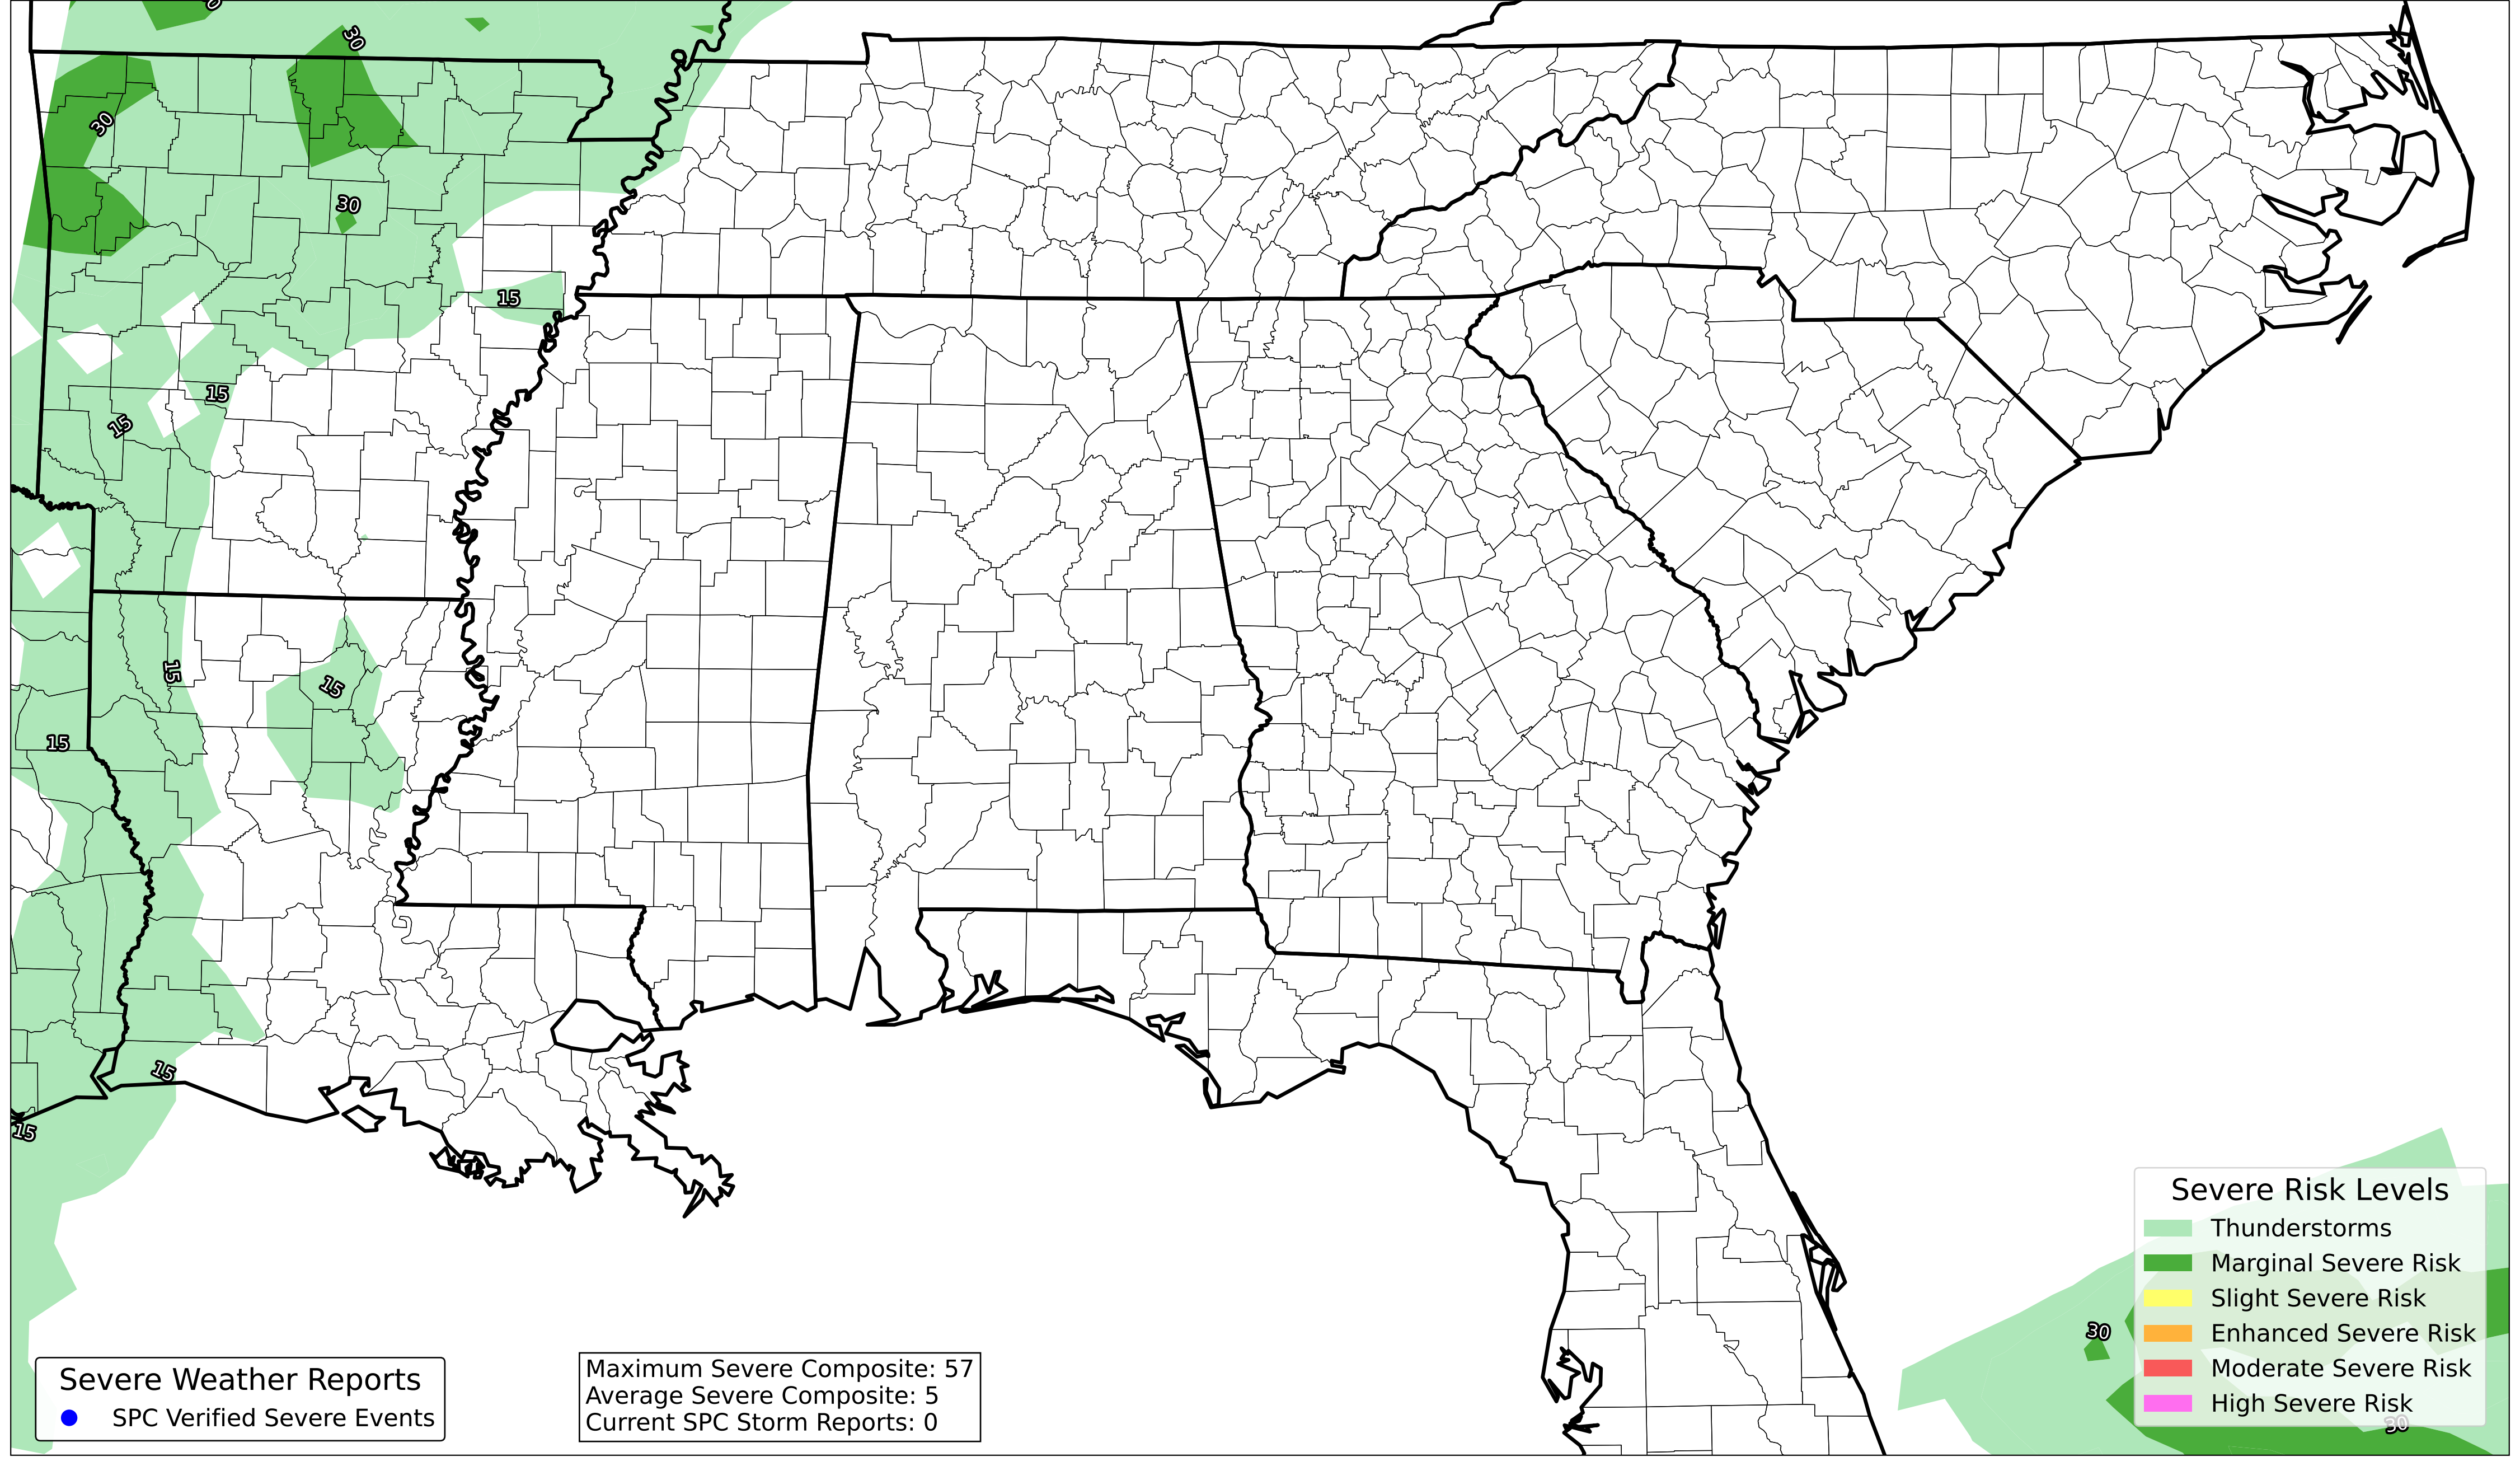 30
30
30
30
15
15
15
15
15
15
15
15
Severe Weather Reports
SPC Verified Severe Events
Maximum Severe Composite: 57
Average Severe Composite: 5
Current SPC Storm Reports: 0
30
Severe Risk Levels
Thunderstorms
Marginal Severe Risk
Slight Severe Risk
Enhanced Severe Risk
Moderate Severe Risk
High Severe Risk
30